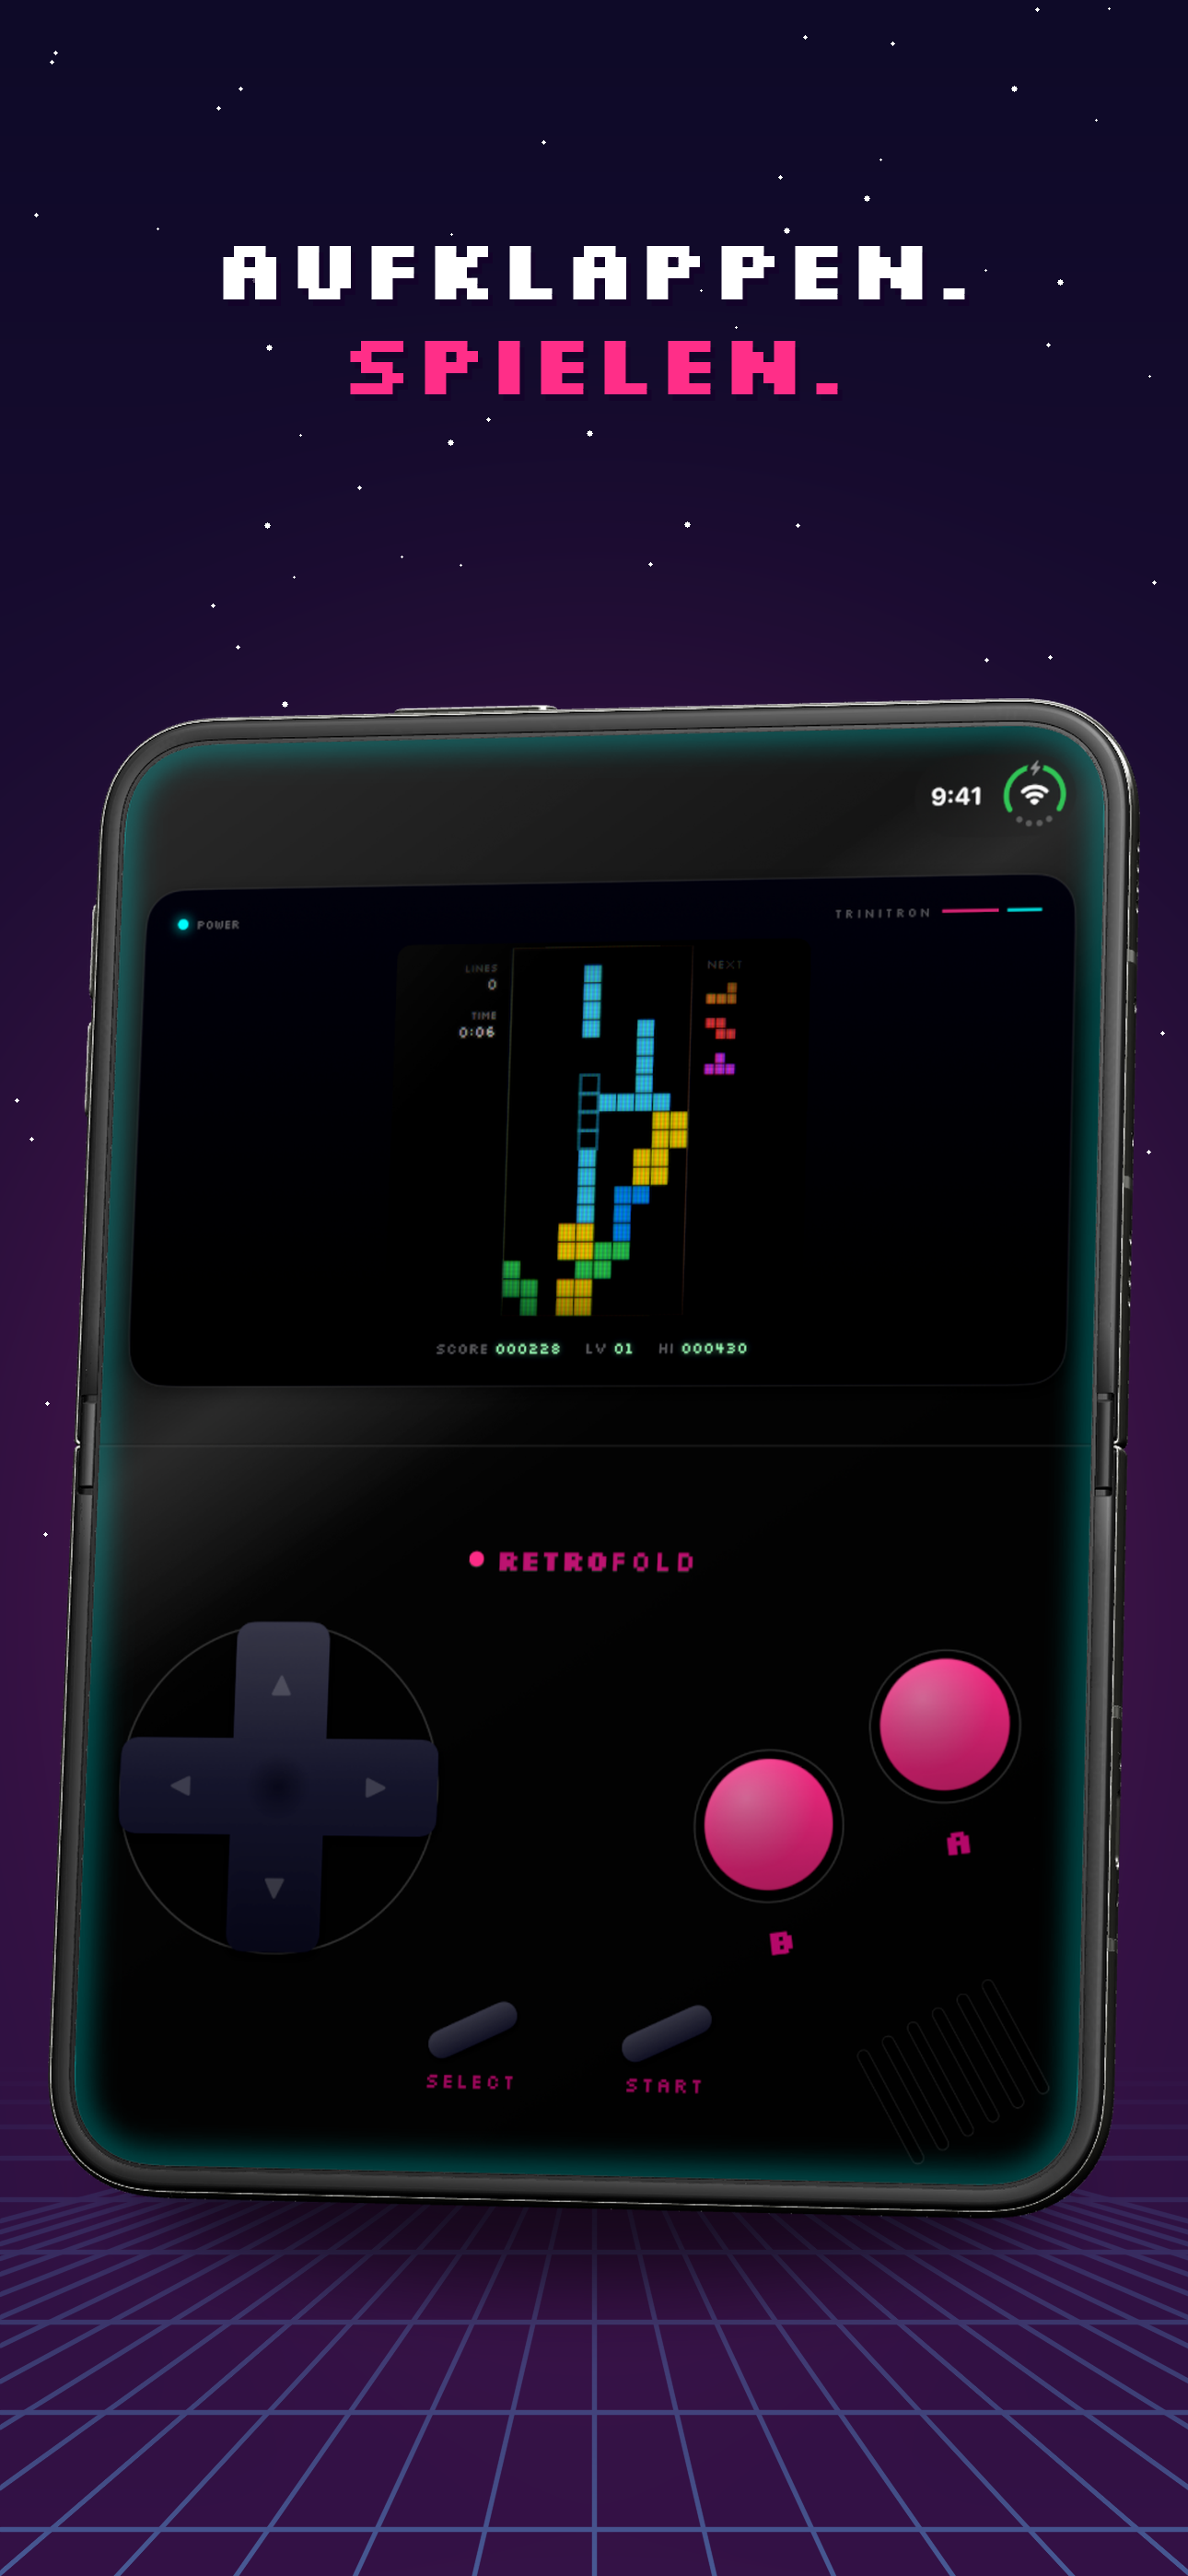 AUFKLAPPEN.
SPIELEN.
9:41
POWER
TRINITRON
LINES
0
TIME
0:06
NEXT
SCORE 000228 LV 01 HI 000430
RETROFOLD
A
B
SELECT
START